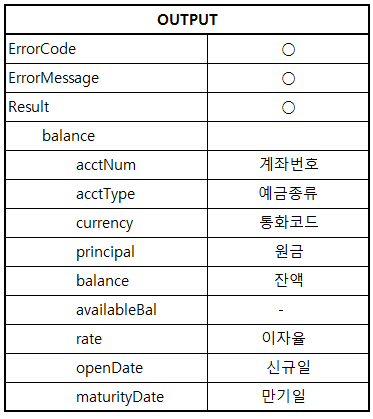 OUTPUT
ErrorCode ○
ErrorMessage ○
Result ○
balance
acctNum 계좌번호
acctType 예금종류
currency 통화코드
principal 원금
balance 잔액
availableBal -
rate 이자율
openDate 신규일
maturityDate 만기일